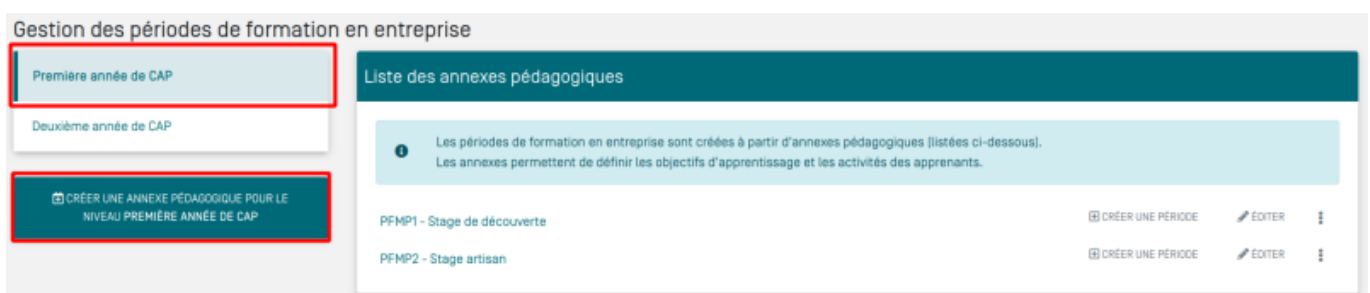 Gestion des périodes de formation en entreprise
Première année de CAP
Deuxième année de CAP
CRÉER UNE ANNEXE PÉDAGOGIQUE POUR LE
NIVEAU PREMIÈRE ANNÉE DE CAP
Liste des annexes pédagogiques
Les périodes de formation en entreprise sont créées à partir d'annexes pédagogiques (listées ci-dessous).
Les annexes permettent de définir les objectifs d'apprentissage et les activités des apprenants.
PFMP1 - Stage de découverte CRÉER UNE PÉRIODE ÉDITER
PFMP2 - Stage artisan CRÉER UNE PÉRIODE ÉDITER